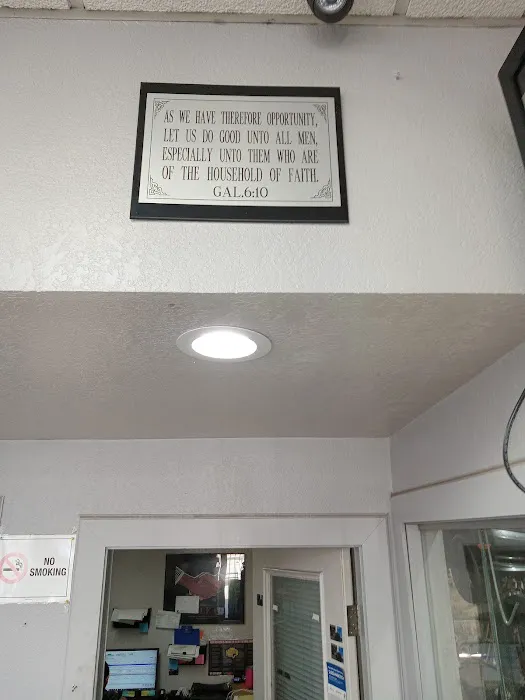 AS WE HAVE THEREFORE OPPORTUNITY,
LET US DO GOOD UNTO ALL MEN,
ESPECIALLY UNTO THEM WHO ARE
OF THE HOUSEHOLD OF FAITH.
GAL.6:10
NO
SMOKING